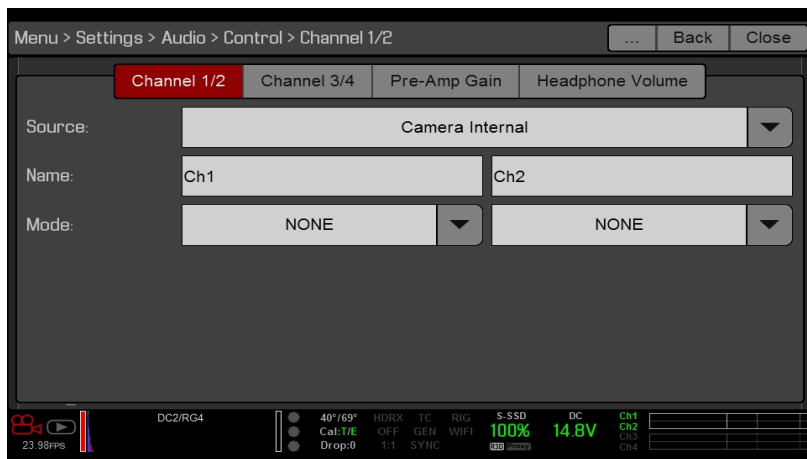 Menu > Settings > Audio > Control > Channel 1/2 ... Back Close
Channel 1/2 Channel 3/4 Pre-Amp Gain Headphone Volume
Source: Camera Internal
Name: Ch1 Ch2
Mode: NONE NONE
DC2/RG4 40°/69° HDRX TC RIG S-SSD DC Ch1
Cal:T/E OFF GEN WIFI 100% 14.8V Ch2
Ch3
23.98FPS Drop:0 1:1 SYNC R3D Ch4